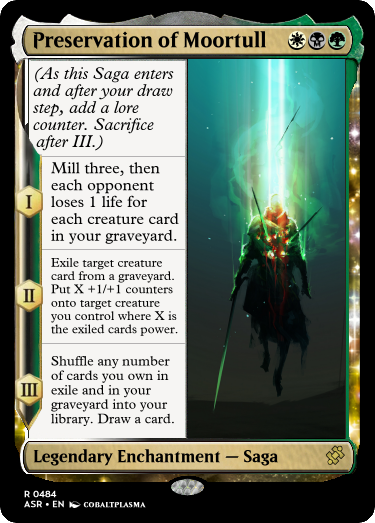 Preservation of Moortull
(As this Saga enters
and after your draw
step, add a lore
counter. Sacrifice
after III.)
I
Mill three, then
each opponent
loses 1 life for
each creature card
in your graveyard.
II
Exile target creature
card from a graveyard.
Put X +1/+1 counters
onto target creature
you control where X is
the exiled cards power.
III
Shuffle any number
of cards you own in
exile and in your
graveyard into your
library. Draw a card.
Legendary Enchantment — Saga
R 0484
ASR • EN COBALTPLASMA